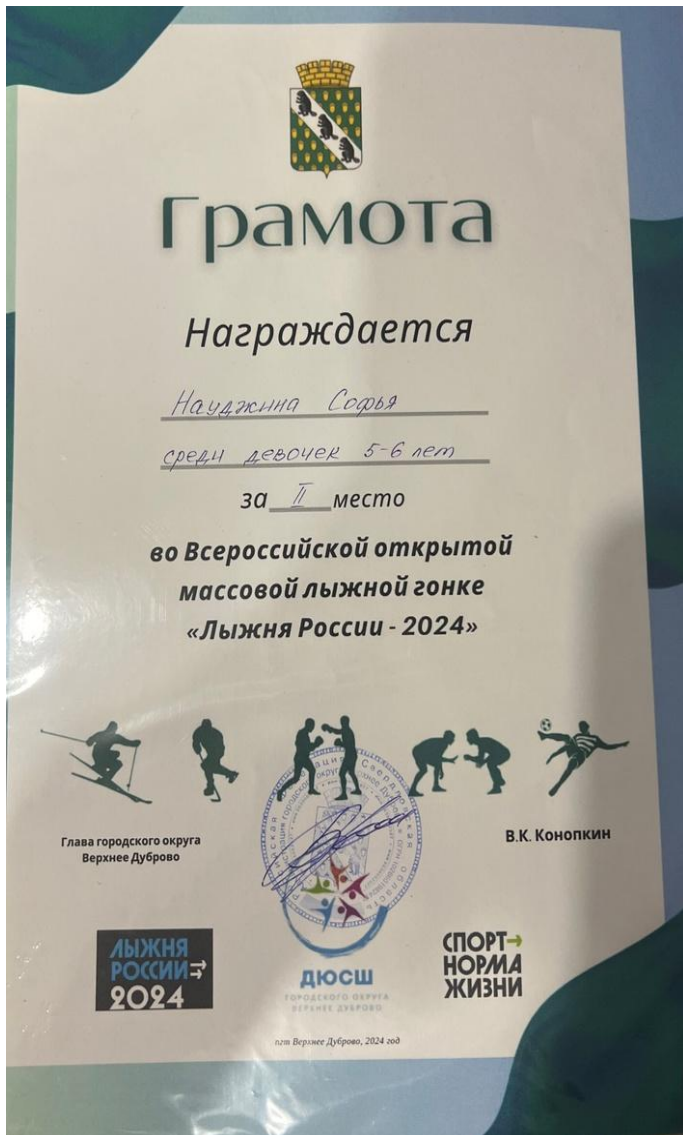 Грамота
Награждается
Науджина Софья
среди девочек 5-6 лет
за II место
во Всероссийской открытой
массовой лыжной гонке
«Лыжня России - 2024»
Глава городского округа
Верхнее Дуброво
В.К. Конопкин
ЛЫЖНЯ
РОССИИ
2024
ДЮСШ
ГОРОДСКОГО ОКРУГА
ВЕРХНЕЕ ДУБРОВО
СПОРТ
НОРМА
ЖИЗНИ
пгт Верхнее Дуброво, 2024 год